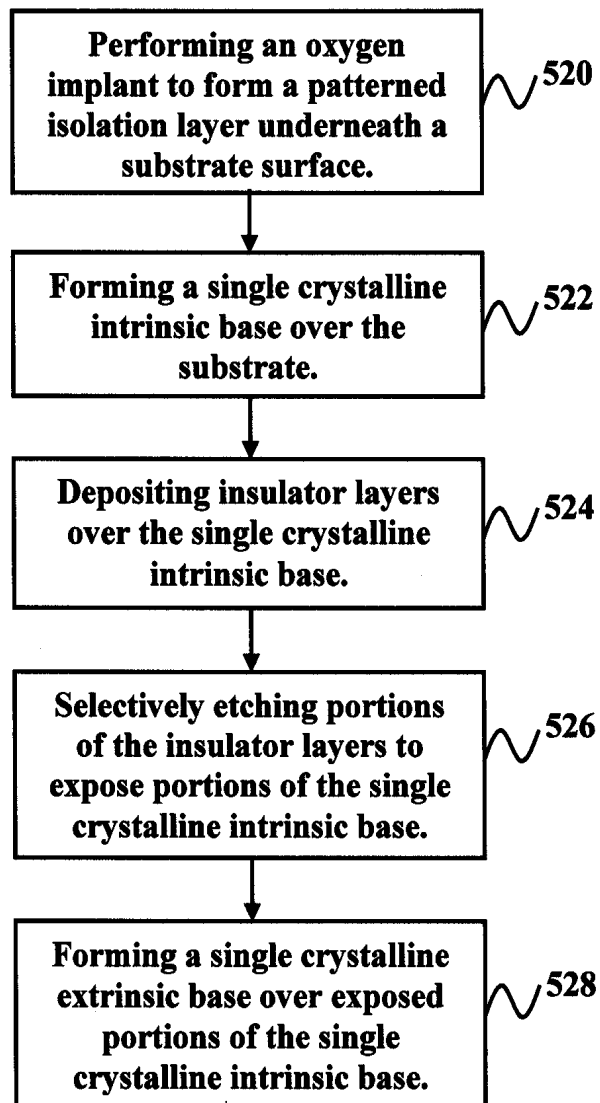 Performing an oxygen
implant to form a patterned
isolation layer underneath a
substrate surface.
520
Forming a single crystalline
intrinsic base over the
substrate.
522
Depositing insulator layers
over the single crystalline
intrinsic base.
524
Selectively etching portions
of the insulator layers to
expose portions of the single
crystalline intrinsic base.
526
Forming a single crystalline
extrinsic base over exposed
portions of the single
crystalline intrinsic base.
528